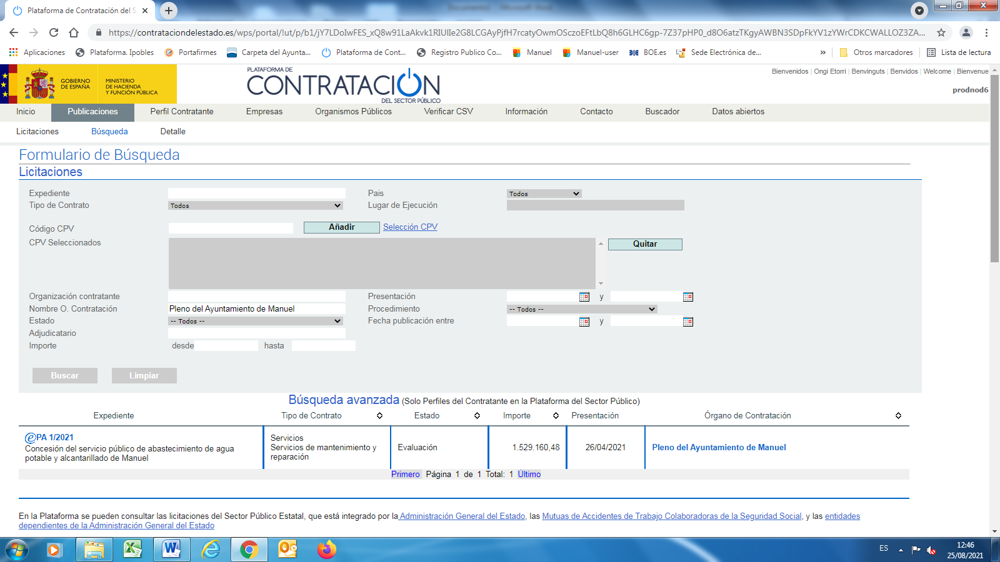 Plataforma de Contratación del S
https://contrataciondelestado.es/wps/portal/!ut/p/b1/jY7LDoIwFES_xQ8w91LaAkvk1RIUlIe2G8LCGAyPjfH7rcatyOwmOSczoEFtLbQ8h6GLHC6gp-7Z37pHP0_d8O6atzTKgyAWBN3SDpFkYV1zYWrCDKCWALLOZ3ZA...
Aplicaciones
Plataforma. Ipobles
Portafirmes
Carpeta del Ayunta...
Plataforma de Cont...
Registro Publico Co...
Manuel
Manuel-user
BOE.es
Sede Electrónica de...
»
Otros marcadores
Lista de lectura
GOBIERNO DE ESPAÑA
MINISTERIO DE HACIENDA Y FUNCIÓN PÚBLICA
PLATAFORMA DE
CONTRATACIÓN
DEL SECTOR PÚBLICO
Bienvenidos | Ongi Etorri | Benvinguts | Benvidos | Welcome | Bienvenue
prodnod6
Inicio Publicaciones Perfil Contratante Empresas Organismos Públicos Verificar CSV Información Contacto Buscador Datos abiertos
Licitaciones Búsqueda Detalle
Formulario de Búsqueda
Licitaciones
Expediente Pais Todos
Tipo de Contrato Todos Lugar de Ejecución
Código CPV Añadir Selección CPV
CPV Seleccionados Quitar
Organización contratante Presentación y
Nombre O. Contratación Pleno del Ayuntamiento de Manuel Procedimiento -- Todos --
Estado -- Todos -- Fecha publicación entre y
Adjudicatario
Importe desde hasta
Buscar Limpiar
Búsqueda avanzada (Solo Perfiles del Contratante en la Plataforma del Sector Público)
Expediente Tipo de Contrato Estado Importe Presentación Órgano de Contratación
PA 1/2021
Concesión del servicio público de abastecimiento de agua
potable y alcantarillado de Manuel
Servicios
Servicios de mantenimiento y
reparación
Evaluación
1.529.160,48
26/04/2021
Pleno del Ayuntamiento de Manuel
Primero Página 1 de 1 Total: 1 Último
En la Plataforma se pueden consultar las licitaciones del Sector Público Estatal, que está integrado por la Administración General del Estado, las Mutuas de Accidentes de Trabajo Colaboradoras de la Seguridad Social, y las entidades
dependientes de la Administración General del Estado
ES
12:46
25/08/2021